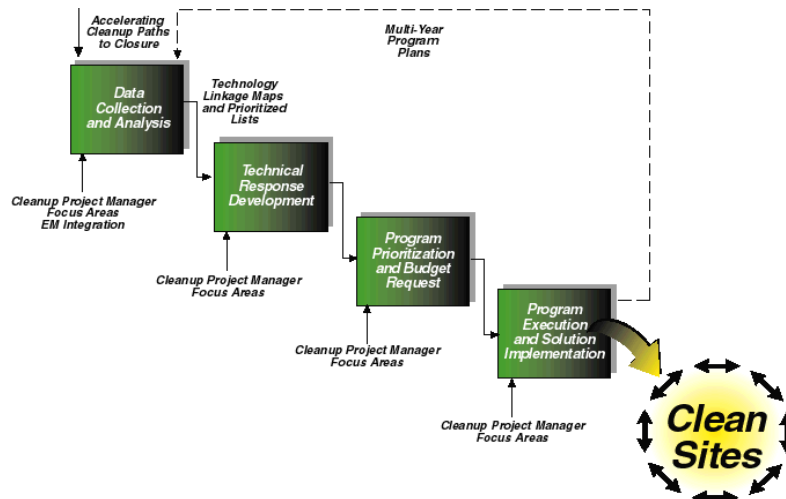 Accelerating
Cleanup Paths
to Closure
Multi-Year
Program
Plans
Data
Collection
and Analysis
Technology
Linkage Maps
and Prioritized
Lists
Cleanup Project Manager
Focus Areas
EM Integration
Technical
Response
Development
Cleanup Project Manager
Focus Areas
Program
Prioritization
and Budget
Request
Cleanup Project Manager
Focus Areas
Program
Execution
and Solution
Implementation
Cleanup Project Manager
Focus Areas
Clean
Sites